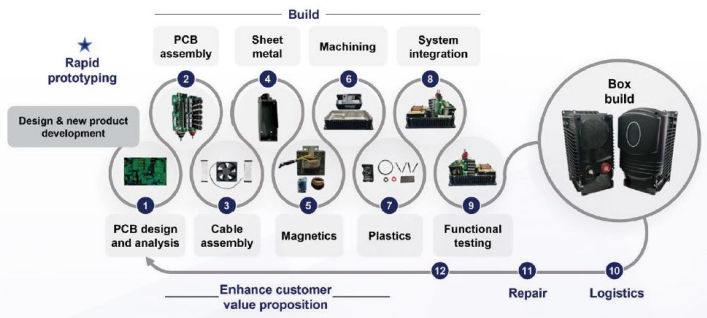 Build
PCB
assembly
Sheet
metal
Machining
System
integration
Rapid
prototyping
2
4
6
8
Box
build
Design & new product
development
1
3
5
7
9
PCB design
and analysis
Cable
assembly
Magnetics
Plastics
Functional
testing
12
11
10
Enhance customer
value proposition
Repair
Logistics